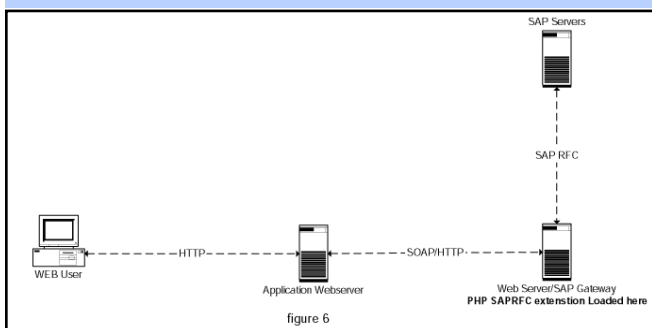 SAP Servers
SAP RFC
HTTP
SOAP/HTTP
WEB User
Application Webserver
Web Server/SAP Gateway
PHP SAPRFC extenstion Loaded here
figure 6